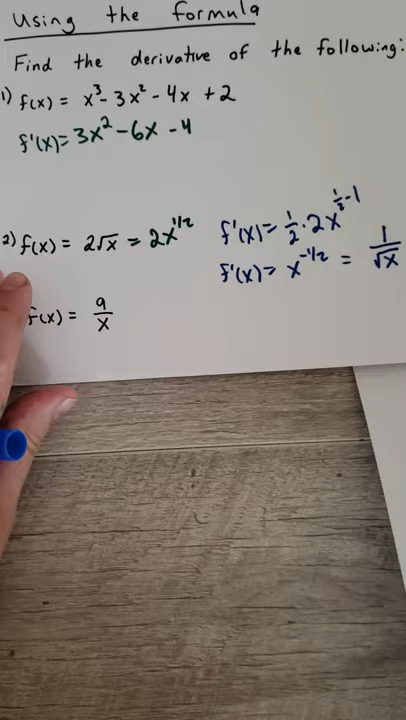 Using the formula
Find the derivative of the following:
1) f(x) = x³ - 3x² - 4x + 2
f'(x) = 3x² - 6x - 4
2) f(x) = 2√x = 2x^1/2
f'(x) = 1/2 · 2x^(1/2 - 1)
f'(x) = x^-1/2 = 1/√x
f(x) = 9/x